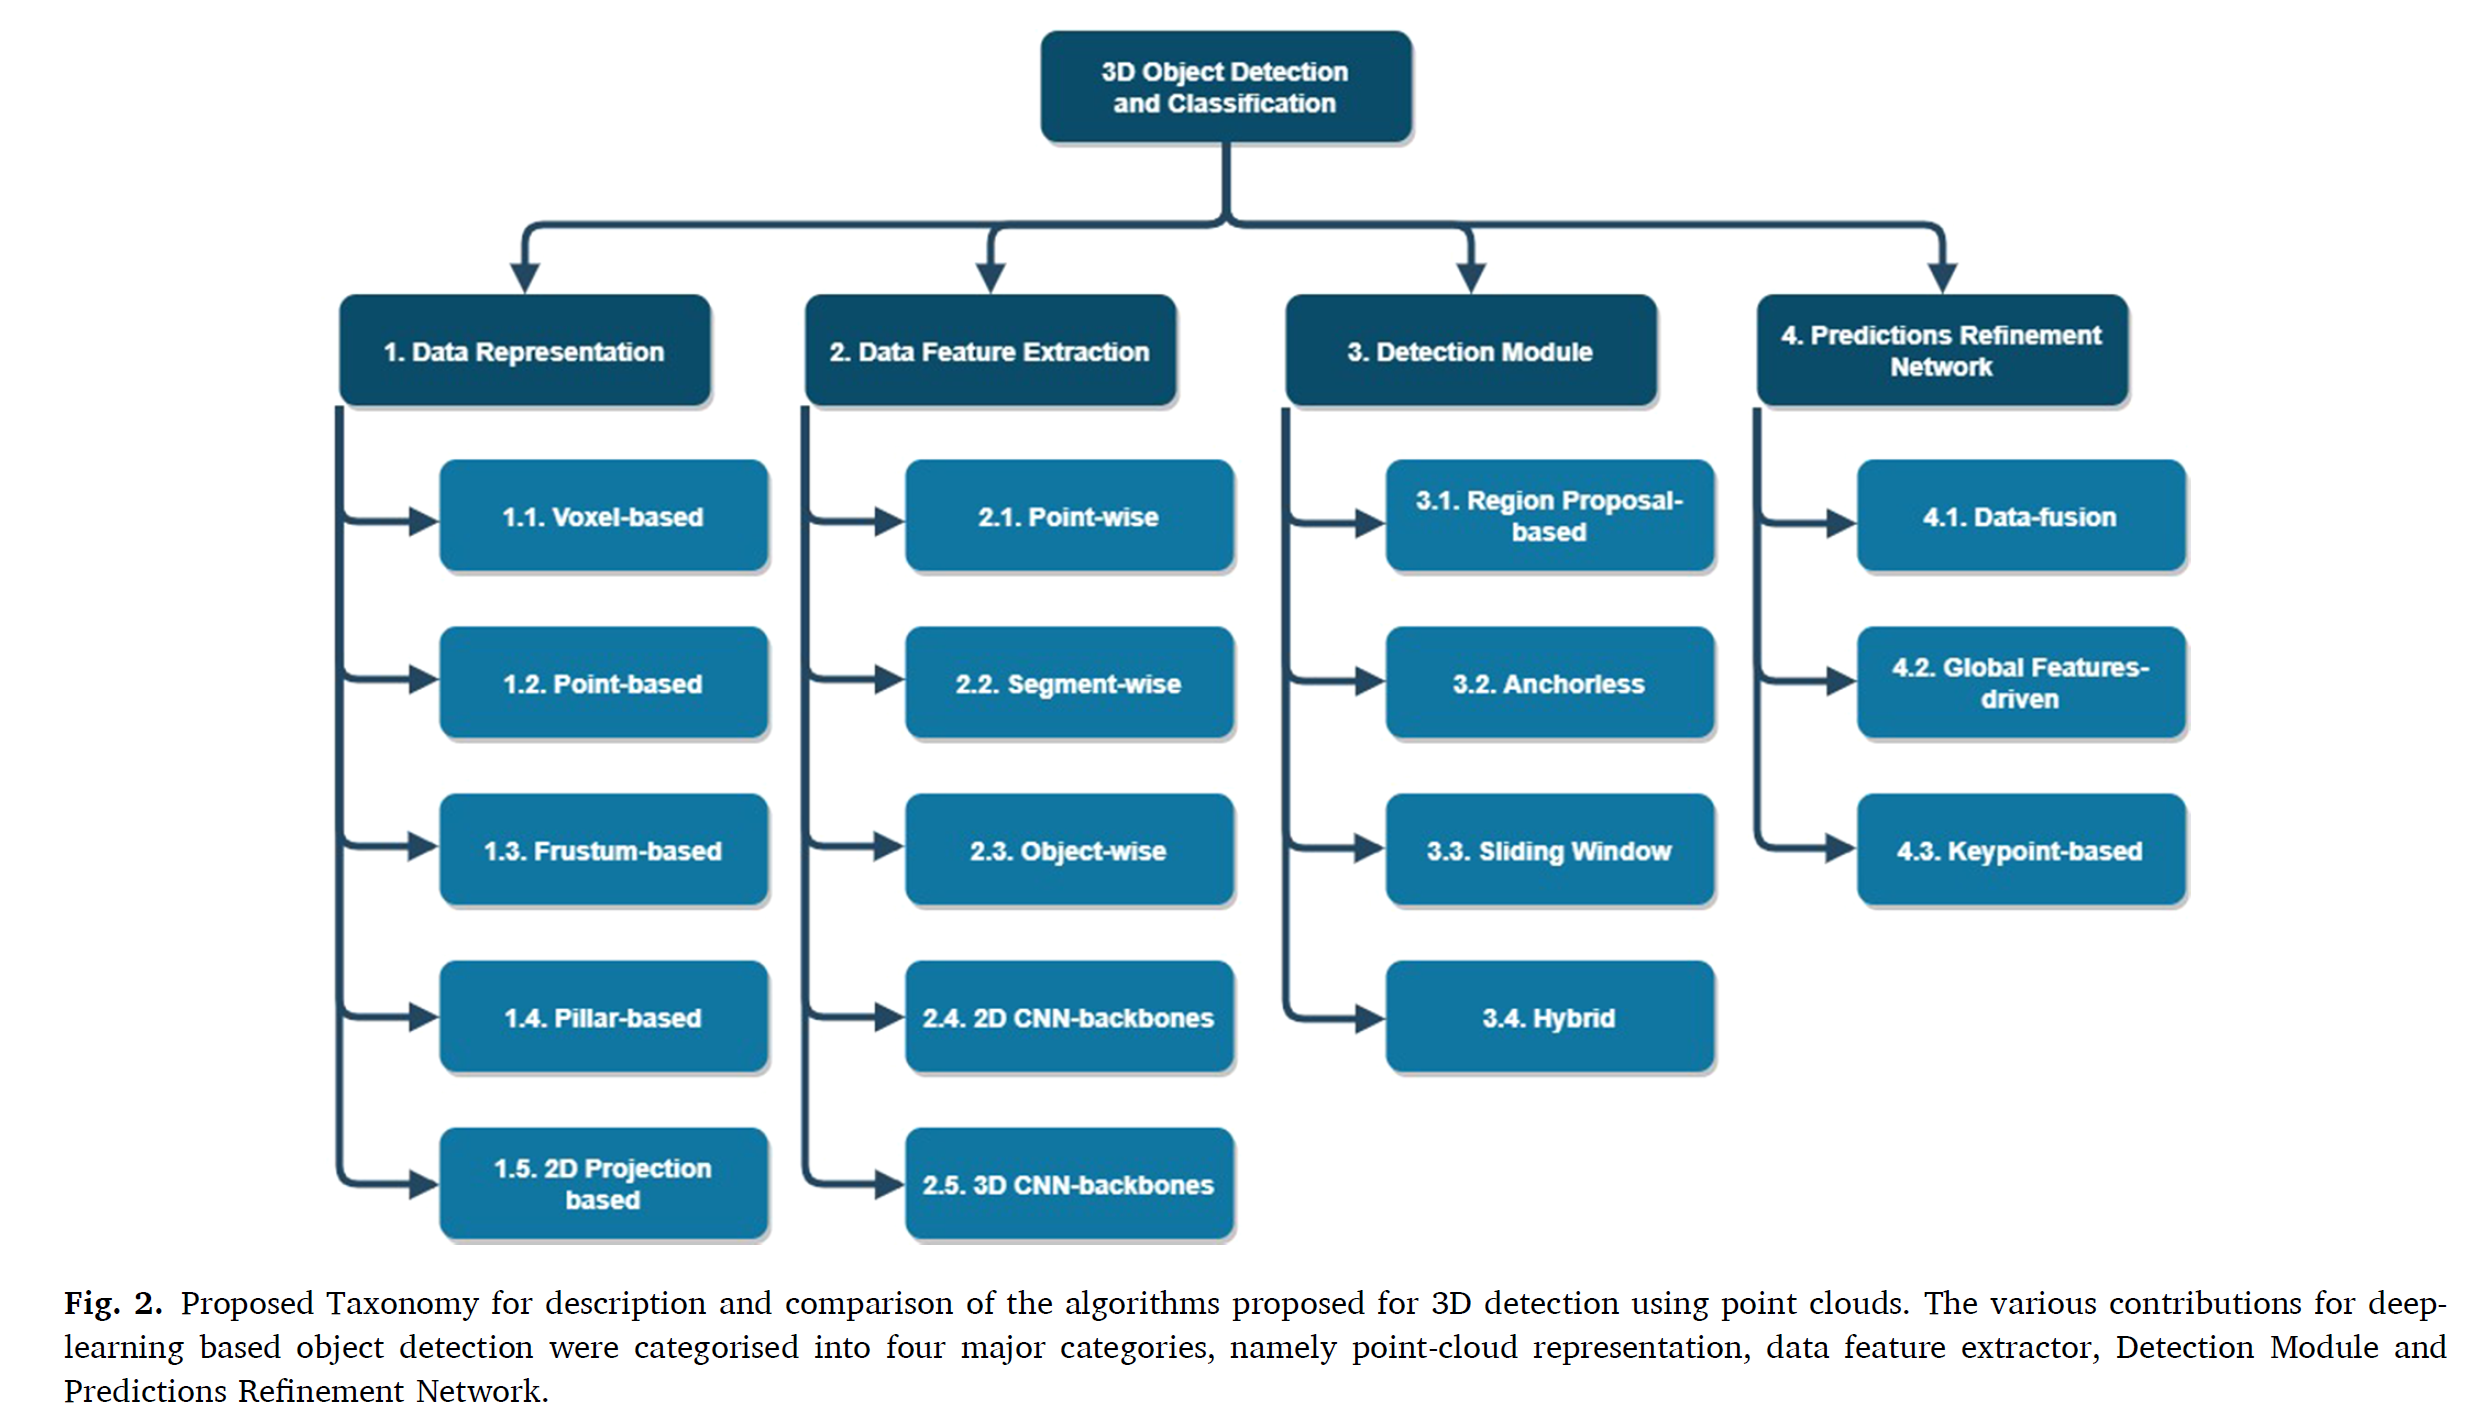 3D Object Detection
and Classification
1. Data Representation
2. Data Feature Extraction
3. Detection Module
4. Predictions Refinement
Network
1.1. Voxel-based
1.2. Point-based
1.3. Frustum-based
1.4. Pillar-based
1.5. 2D Projection
based
2.1. Point-wise
2.2. Segment-wise
2.3. Object-wise
2.4. 2D CNN-backbones
2.5. 3D CNN-backbones
3.1. Region Proposal-
based
3.2. Anchorless
3.3. Sliding Window
3.4. Hybrid
4.1. Data-fusion
4.2. Global Features-
driven
4.3. Keypoint-based
Fig. 2. Proposed Taxonomy for description and comparison of the algorithms proposed for 3D detection using point clouds. The various contributions for deep-
learning based object detection were categorised into four major categories, namely point-cloud representation, data feature extractor, Detection Module and
Predictions Refinement Network.